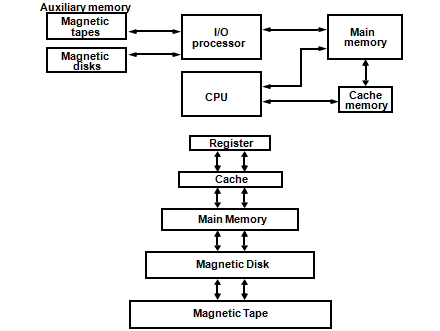 Auxiliary memory
Magnetic
tapes
I/O
processor
Main
memory
Magnetic
disks
CPU
Cache
memory
Register
Cache
Main Memory
Magnetic Disk
Magnetic Tape